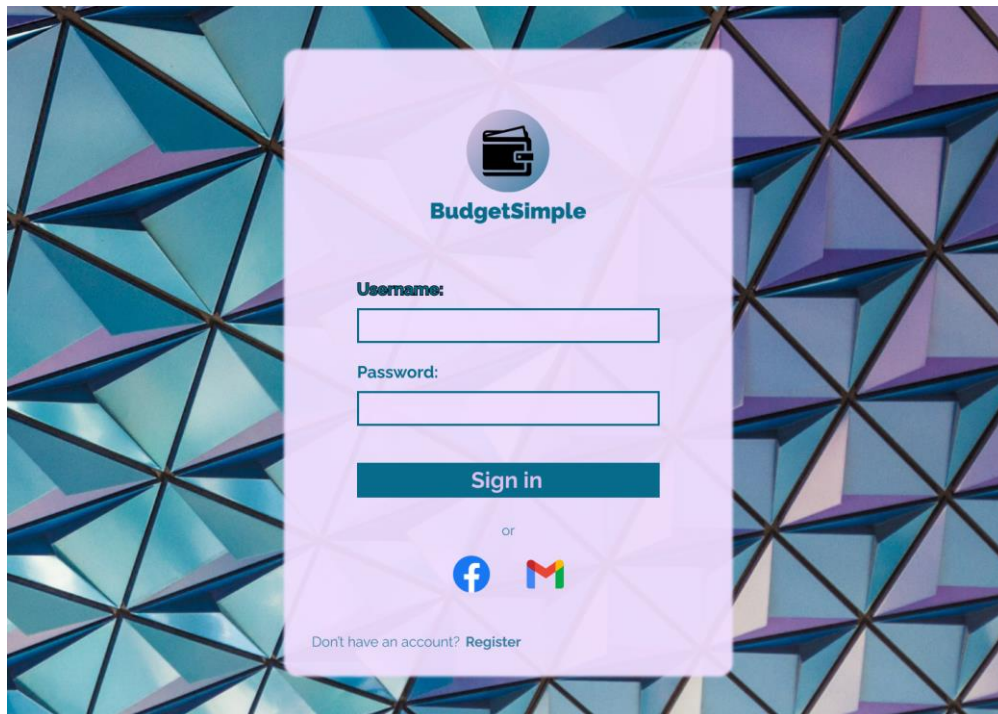 BudgetSimple
Username:
Password:
Sign in
or
Don't have an account? Register